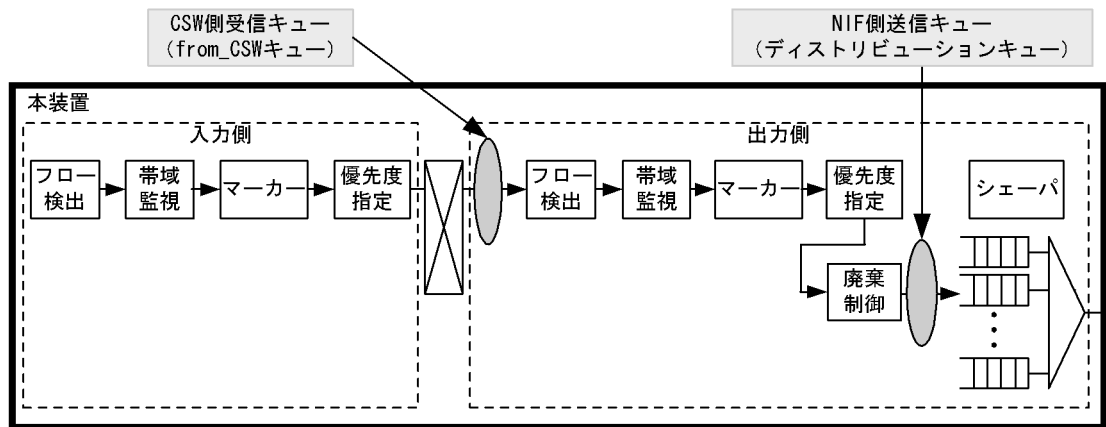 CSW側受信キュー
(from_CSWキュー)
NIF側送信キュー
(ディストリビューションキュー)
本装置
入力側
出力側
フロー
検出
帯域
監視
マーカー
優先度
指定
フロー
検出
帯域
監視
マーカー
優先度
指定
シェーパ
廃棄
制御